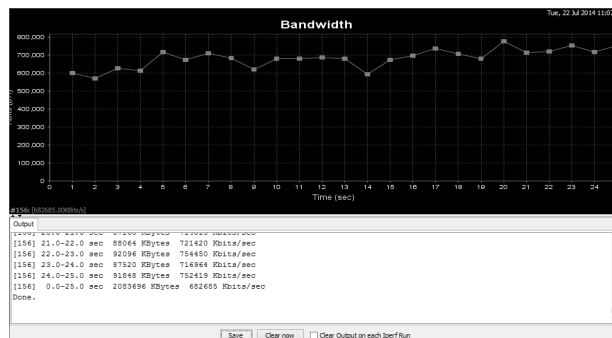 Tue, 22 Jul 2014 11:07
Bandwidth
800,000
700,000
600,000
500,000
400,000
300,000
200,000
100,000
0
0 1 2 3 4 5 6 7 8 9 10 11 12 13 14 15 16 17 18 19 20 21 22 23 24
Time (sec)
#156: [682685.00KBits/s]
Output
[156] 21.0-22.0 sec 88064 KBytes 721420 Kbits/sec
[156] 22.0-23.0 sec 92096 KBytes 754450 Kbits/sec
[156] 23.0-24.0 sec 87520 KBytes 716964 Kbits/sec
[156] 24.0-25.0 sec 91848 KBytes 752419 Kbits/sec
[156] 0.0-25.0 sec 2083696 KBytes 682685 Kbits/sec
Done.
Save Clear now Clear Output on each Iperf Run